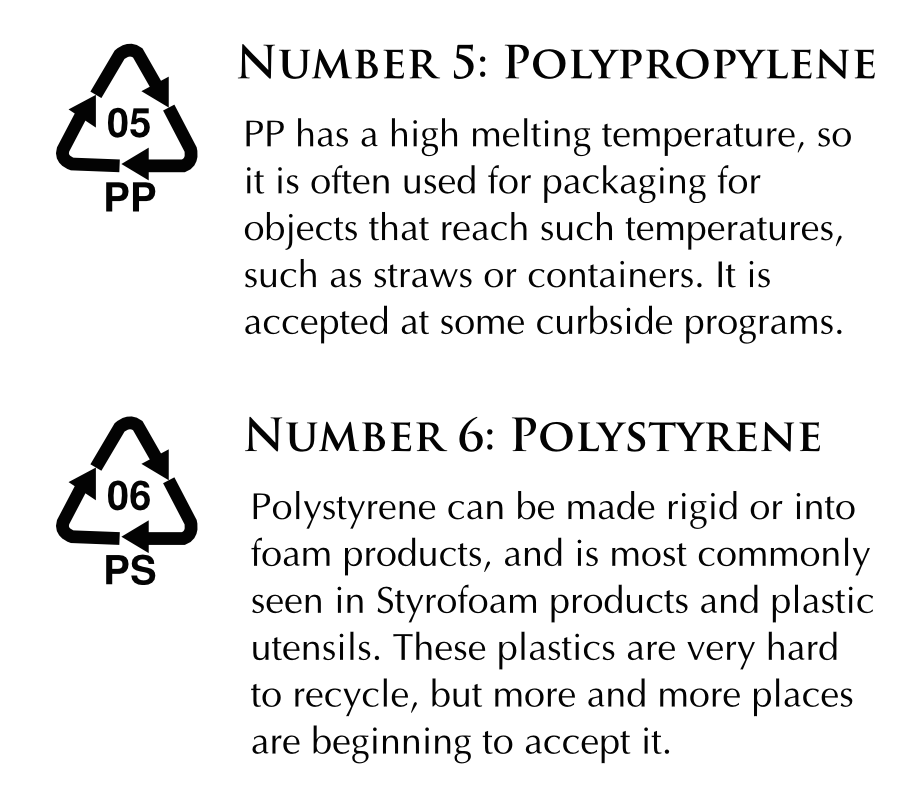 05
PP
Number 5: Polypropylene
PP has a high melting temperature, so
it is often used for packaging for
objects that reach such temperatures,
such as straws or containers. It is
accepted at some curbside programs.
06
PS
Number 6: Polystyrene
Polystyrene can be made rigid or into
foam products, and is most commonly
seen in Styrofoam products and plastic
utensils. These plastics are very hard
to recycle, but more and more places
are beginning to accept it.